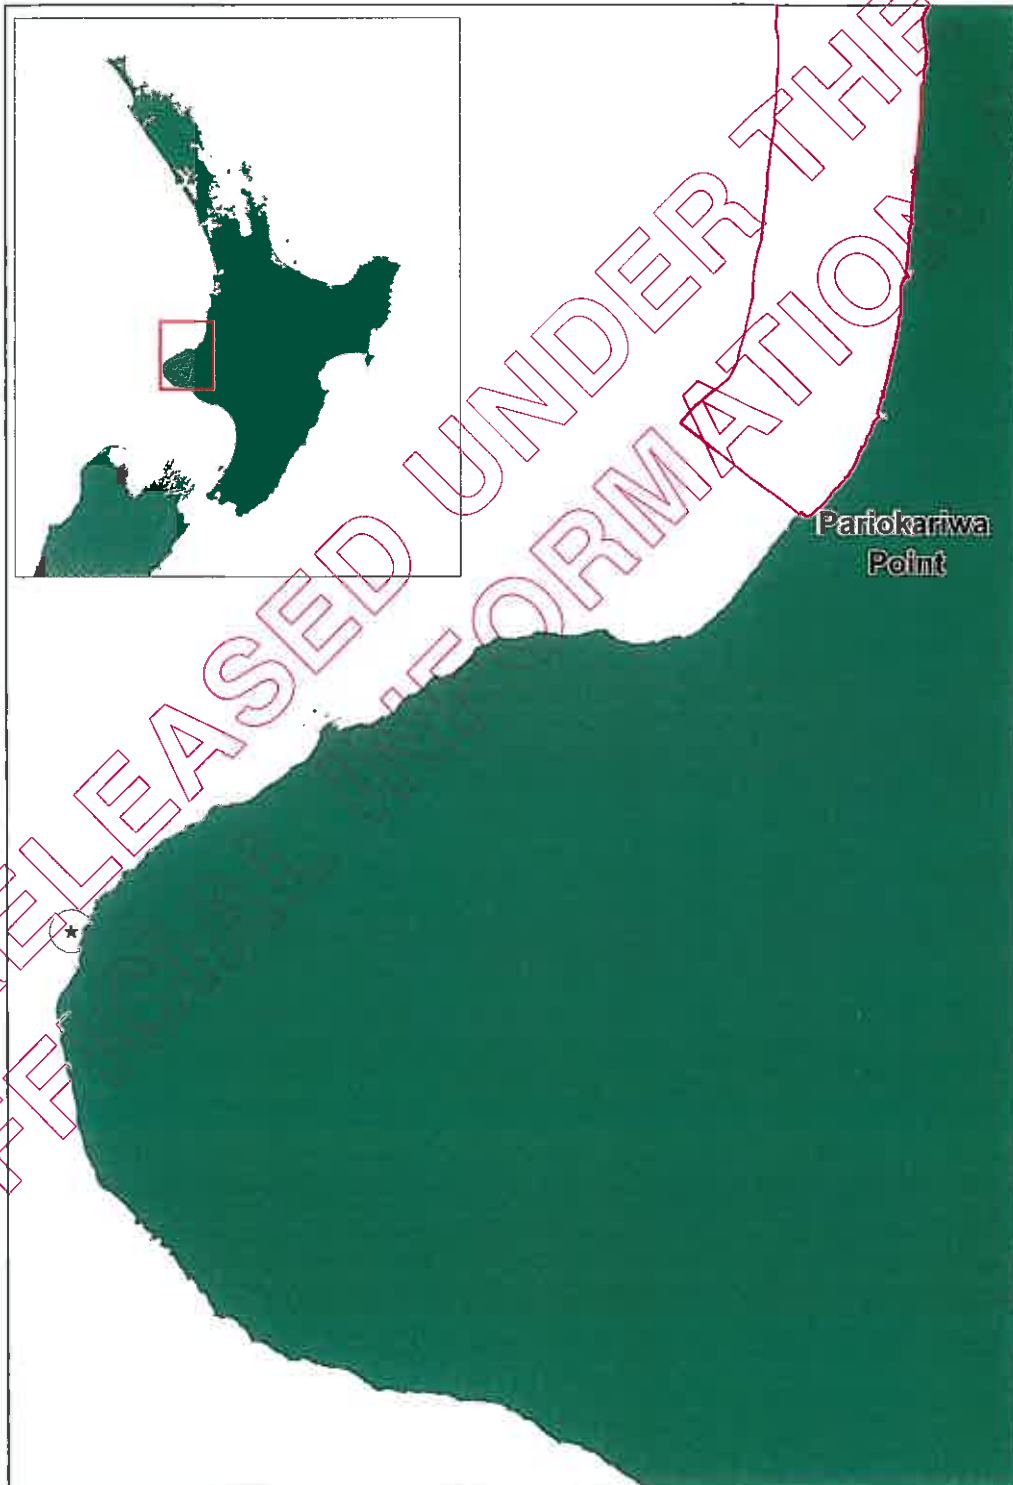 RELEASED UNDER THE
OFFICIAL INFORMATION
Pariokariwa
Point